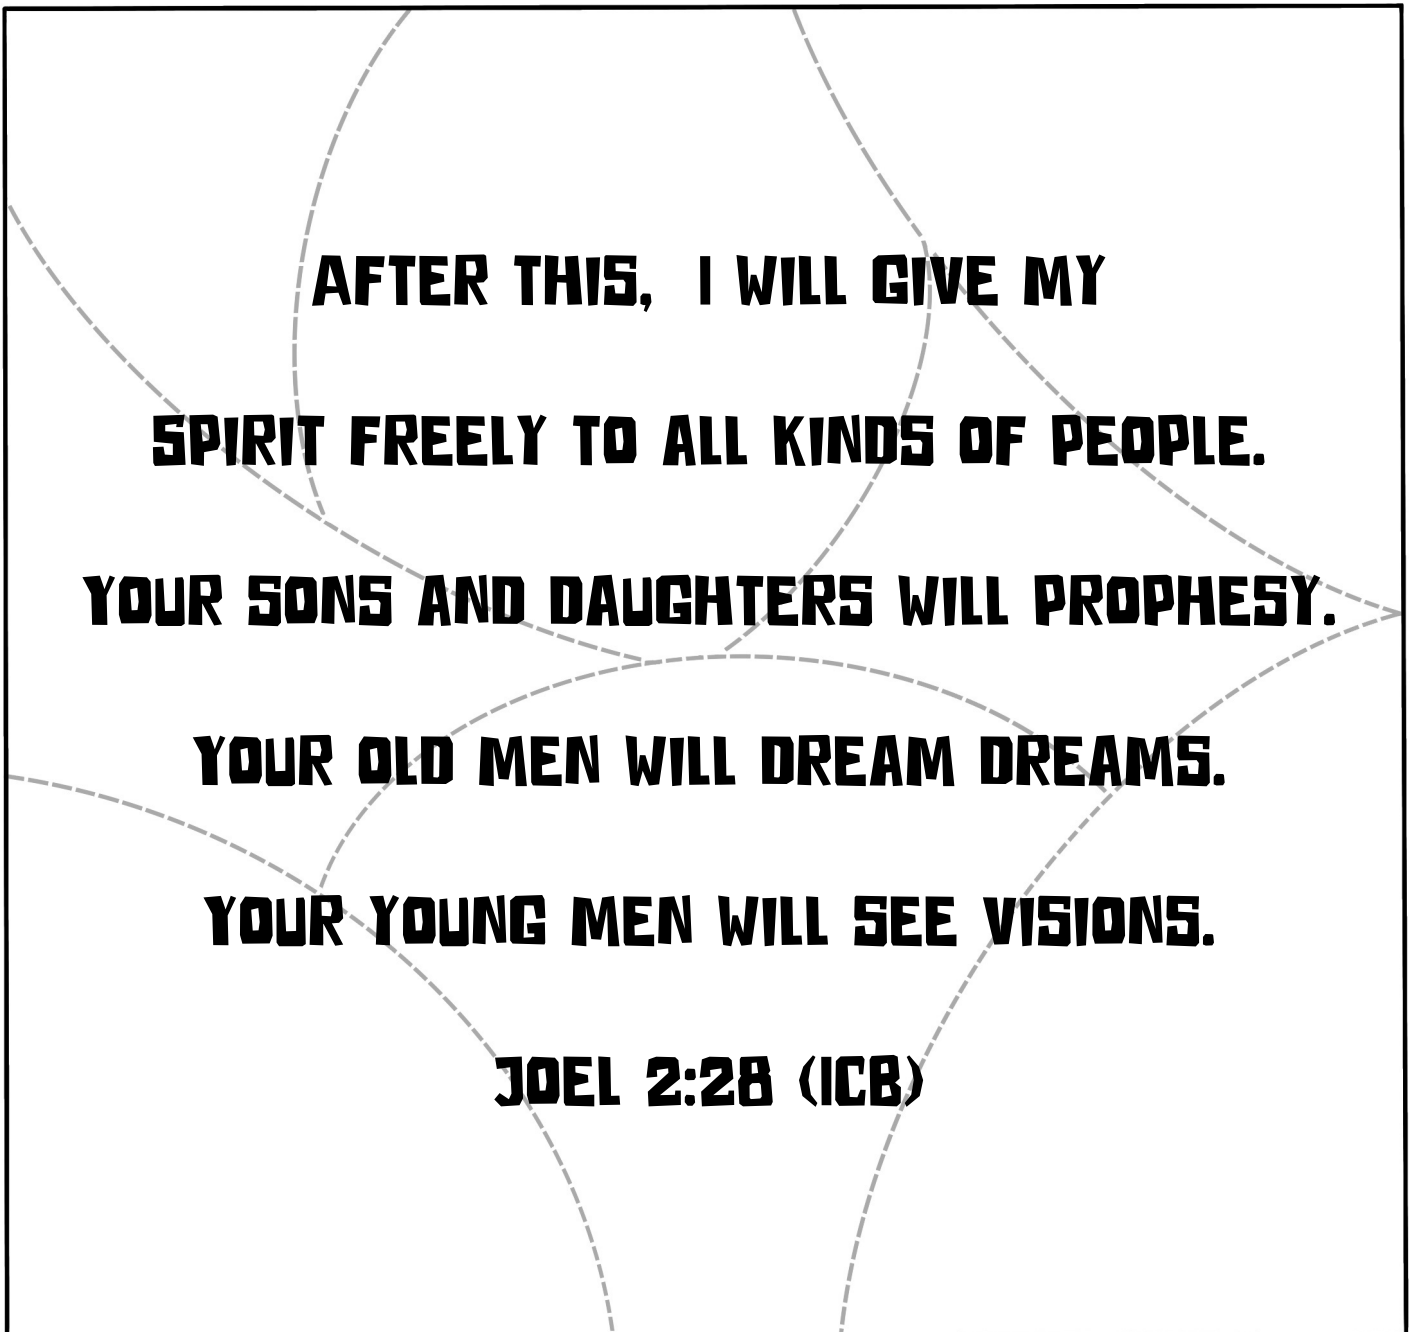 AFTER THIS, I WILL GIVE MY
SPIRIT FREELY TO ALL KINDS OF PEOPLE.
YOUR SONS AND DAUGHTERS WILL PROPHESY.
YOUR OLD MEN WILL DREAM DREAMS.
YOUR YOUNG MEN WILL SEE VISIONS.
JOEL 2:28 (ICB)